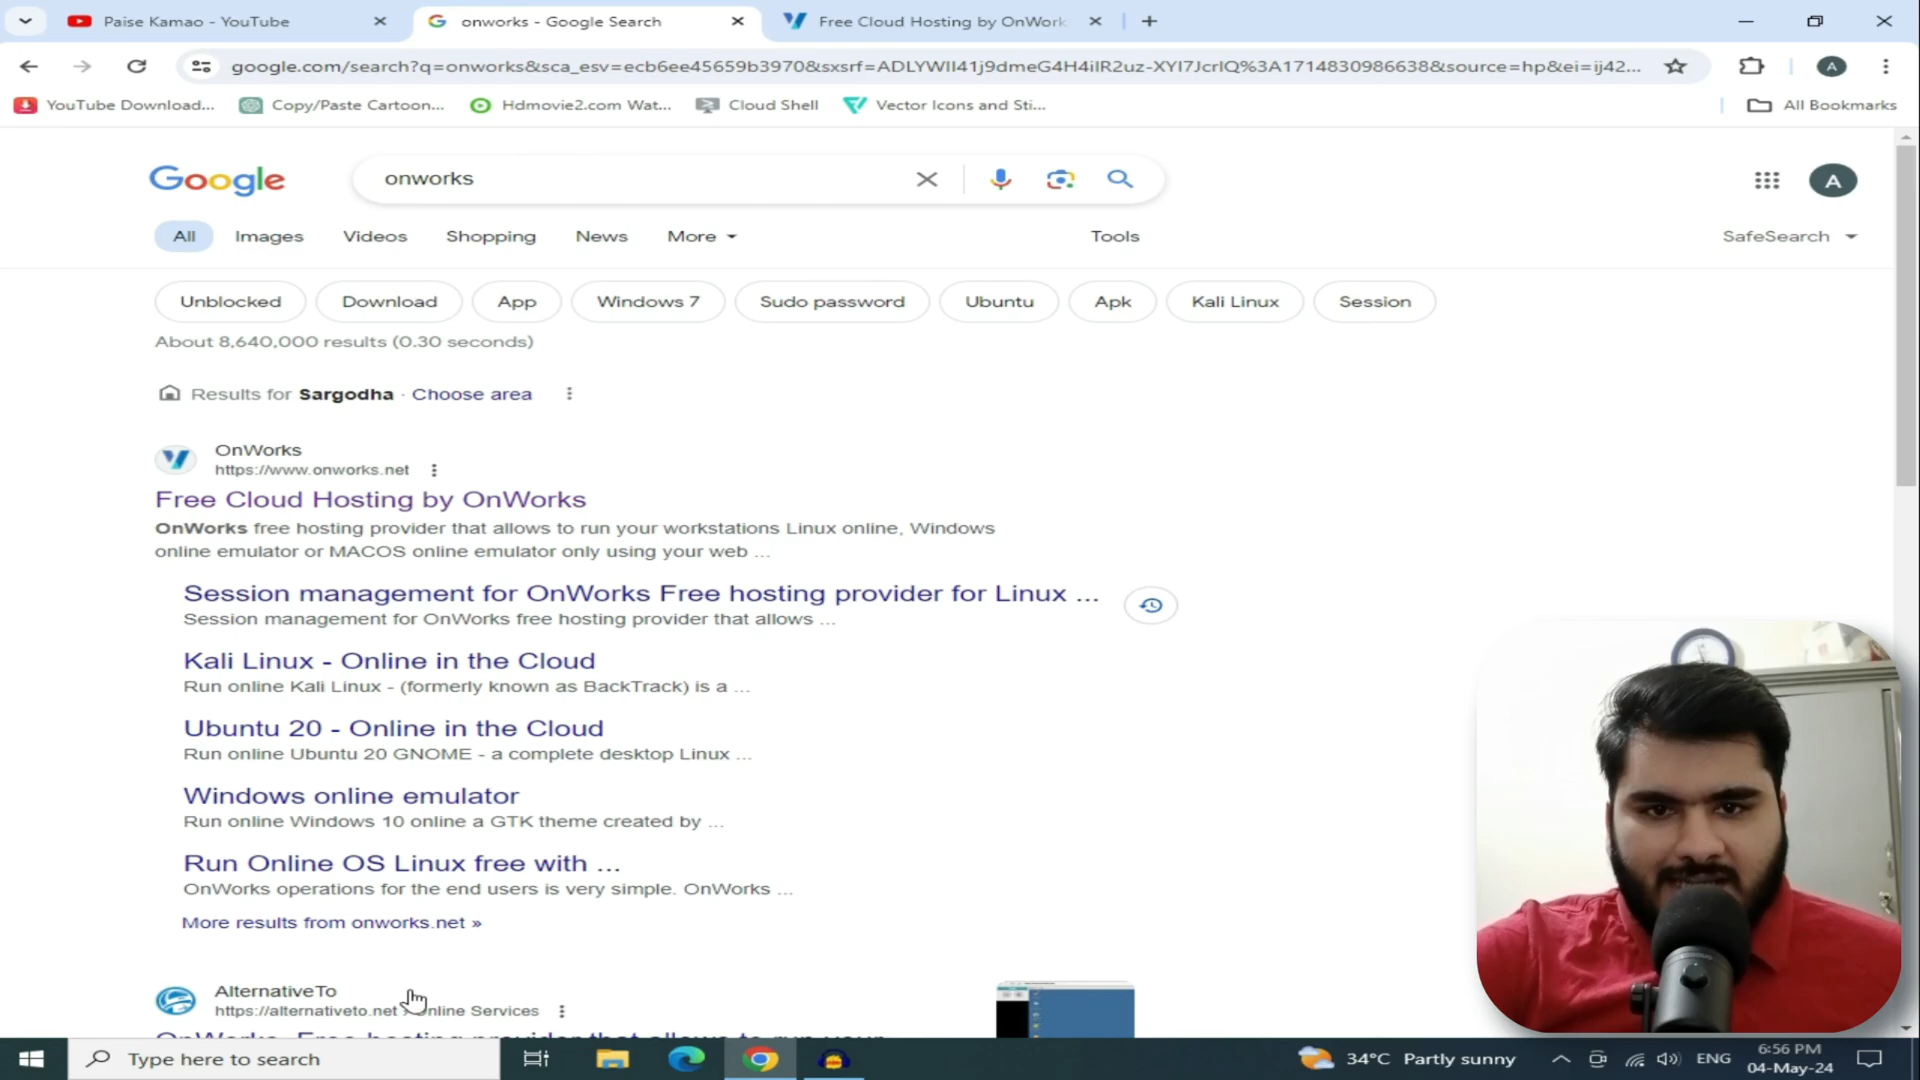 Paise Kamao - YouTube
onworks - Google Search
Free Cloud Hosting by OnWork
google.com/search?q=onworks&sca_esv=ecb6ee45659b3970&sxsrf=ADLYWIl41j9dmeG4H4iIR2uz-XYI7JcrIQ%3A1714830986638&source=hp&ei=ij42...
A
YouTube Download...
Copy/Paste Cartoon...
Hdmovie2.com Wat...
Cloud Shell
Vector Icons and Sti...
All Bookmarks
Google
onworks
A
All
Images
Videos
Shopping
News
More
Tools
SafeSearch
Unblocked
Download
App
Windows 7
Sudo password
Ubuntu
Apk
Kali Linux
Session
About 8,640,000 results (0.30 seconds)
Results for Sargodha · Choose area
OnWorks
https://www.onworks.net
Free Cloud Hosting by OnWorks
OnWorks free hosting provider that allows to run your workstations Linux online, Windows
online emulator or MACOS online emulator only using your web ...
Session management for OnWorks Free hosting provider for Linux ...
Session management for OnWorks free hosting provider that allows ...
Kali Linux - Online in the Cloud
Run online Kali Linux - (formerly known as BackTrack) is a ...
Ubuntu 20 - Online in the Cloud
Run online Ubuntu 20 GNOME - a complete desktop Linux ...
Windows online emulator
Run online Windows 10 online a GTK theme created by ...
Run Online OS Linux free with ...
OnWorks operations for the end users is very simple. OnWorks ...
More results from onworks.net »
AlternativeTo
https://alternativeto.net › Online Services
OnWorks: Free hosting provider that allows to run your
Type here to search
34°C Partly sunny
ENG
6:56 PM
04-May-24